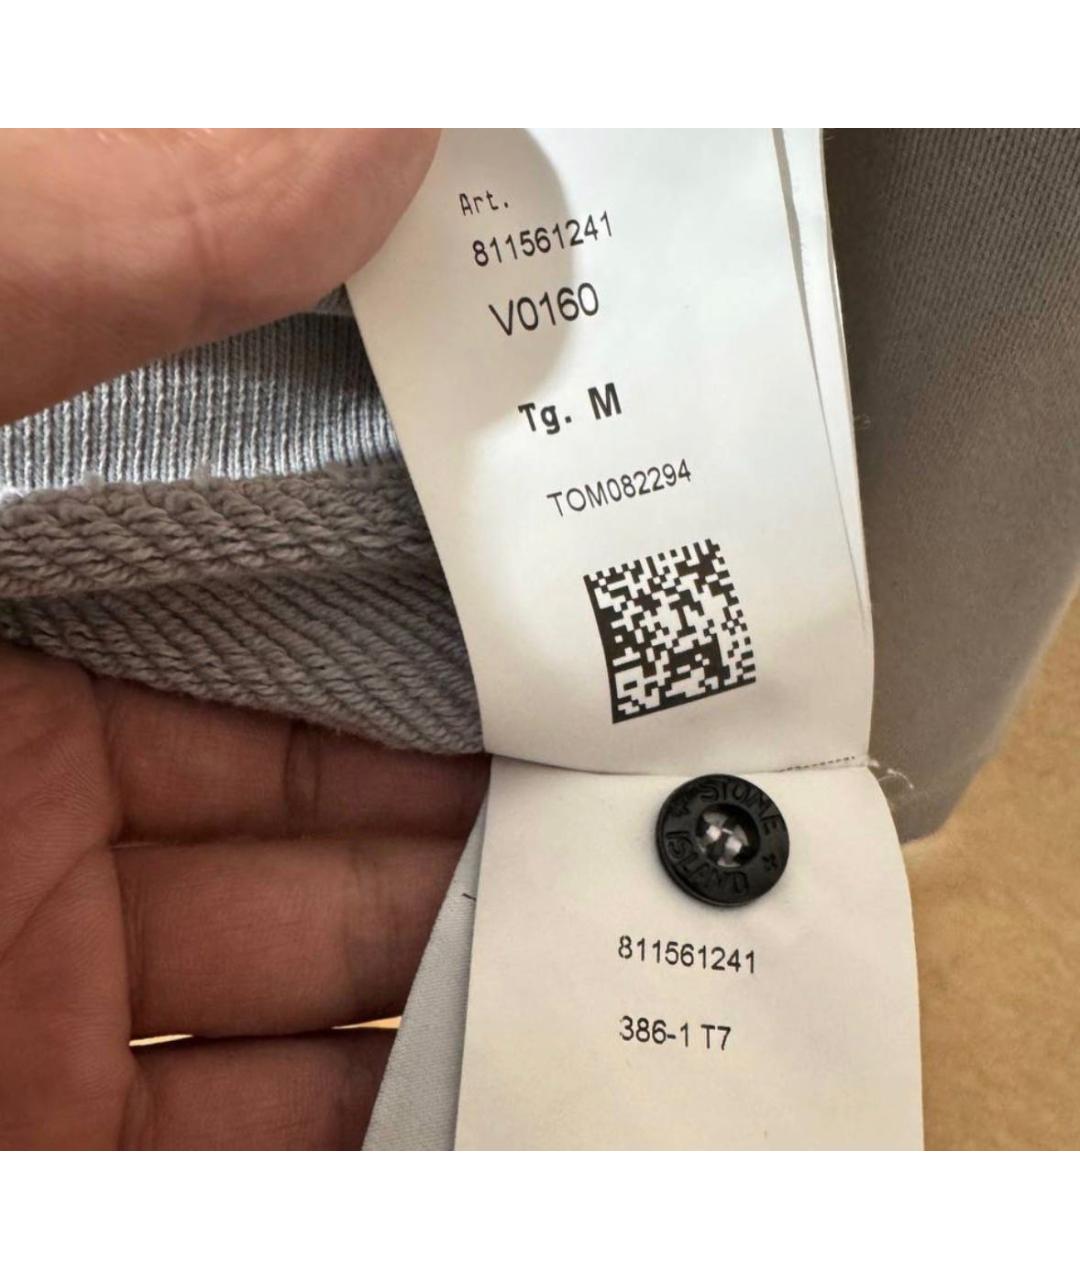 Art.
811561241
V0160
Tg. M
TOM082294
STONE
ISLAND
811561241
386-1 T7